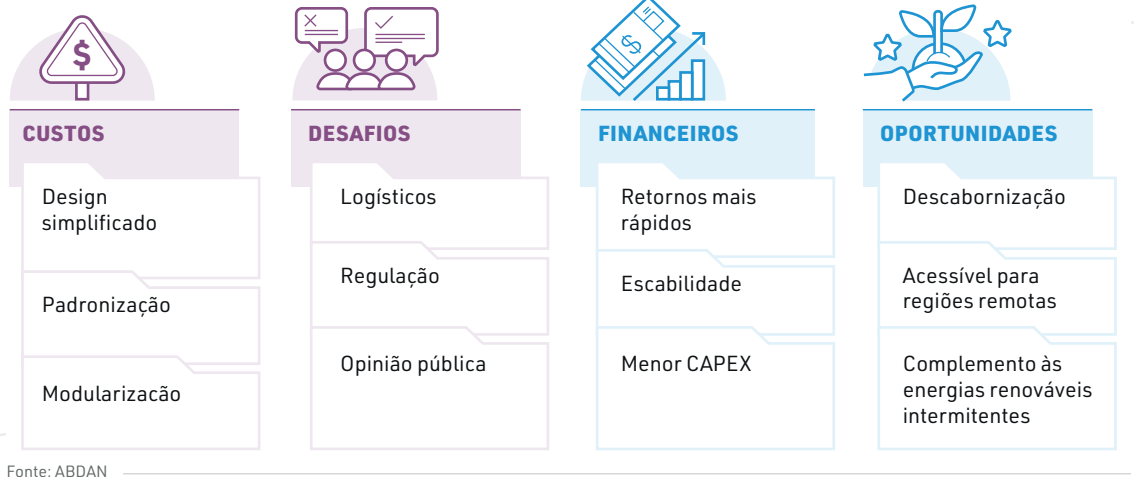 $
$
CUSTOS
Design
simplificado
Padronização
Modularizacão
DESAFIOS
Logísticos
Regulação
Opinião pública
FINANCEIROS
Retornos mais
rápidos
Escabilidade
Menor CAPEX
OPORTUNIDADES
Descabornização
Acessível para
regiões remotas
Complemento às
energias renováveis
intermitentes
Fonte: ABDAN